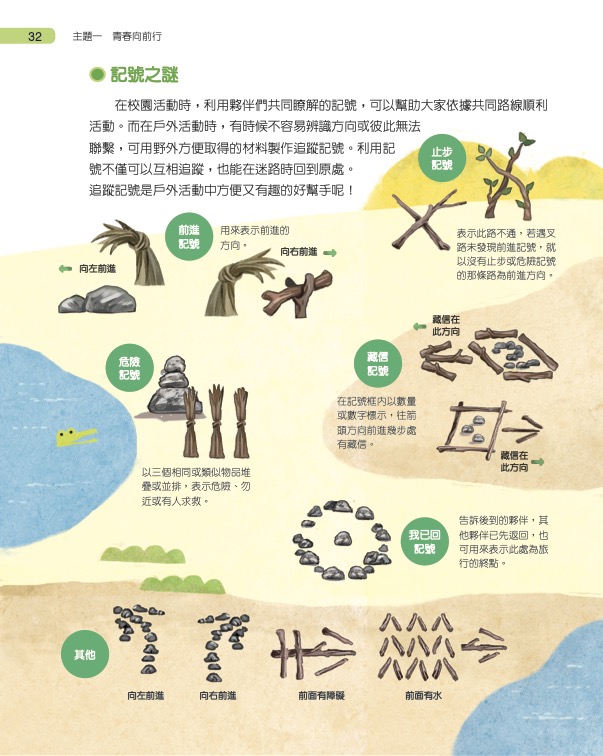 32
主題一 青春向前行
記號之謎
在校園活動時，利用夥伴們共同瞭解的記號，可以幫助大家依據共同路線順利
活動。而在戶外活動時，有時候不容易辨識方向或彼此無法
聯繫，可用野外方便取得的材料製作追蹤記號。利用記
號不僅可以互相追蹤，也能在迷路時回到原處。
追蹤記號是戶外活動中方便又有趣的好幫手呢！
止步
記號
表示此路不通，若遇叉
路未發現前進記號，就
以沒有止步或危險記號
的那條路為前進方向。
前進
記號
用來表示前進的
方向。
向左前進
向右前進
危險
記號
以三個相同或類似物品堆
疊或並排，表示危險、勿
近或有人求救。
藏信
記號
藏信在
此方向
在記號框內以數量
或數字標示，往箭
頭方向前進幾步處
有藏信。
藏信在
此方向
我已回
記號
告訴後到的夥伴，其
他夥伴已先返回，也
可用來表示此處為旅
行的終點。
其他
向左前進
向右前進
前面有障礙
前面有水